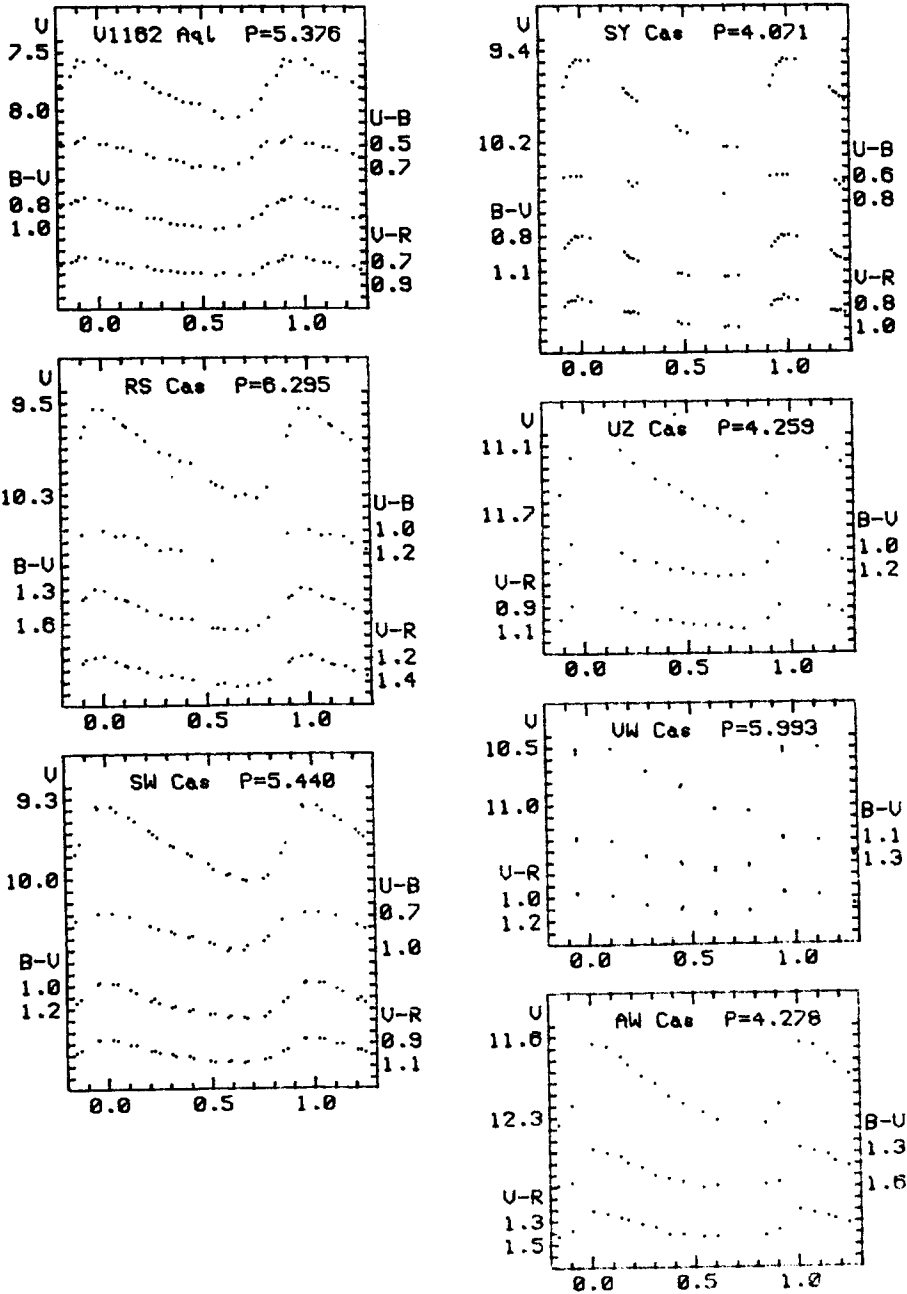 V1162 Aql P=5.376
V
7.5
8.0
U-B
0.5
0.7
B-V
0.8
1.0
V-R
0.7
0.9
0.0 0.5 1.0
RS Cas P=6.295
V
9.5
10.3
U-B
1.0
1.2
B-V
1.3
1.6
V-R
1.2
1.4
0.0 0.5 1.0
SW Cas P=5.440
V
9.3
10.0
U-B
0.7
1.0
B-V
1.0
1.2
V-R
0.9
1.1
0.0 0.5 1.0
SY Cas P=4.071
V
9.4
10.2
U-B
0.6
0.8
B-V
0.8
1.1
V-R
0.8
1.0
0.0 0.5 1.0
UZ Cas P=4.259
V
11.1
11.7
B-V
1.0
1.2
V-R
0.9
1.1
0.0 0.5 1.0
VW Cas P=5.993
V
10.5
11.0
B-V
1.1
1.3
V-R
1.0
1.2
0.0 0.5 1.0
AW Cas P=4.278
V
11.6
12.3
B-V
1.3
1.6
V-R
1.3
1.5
0.0 0.5 1.0